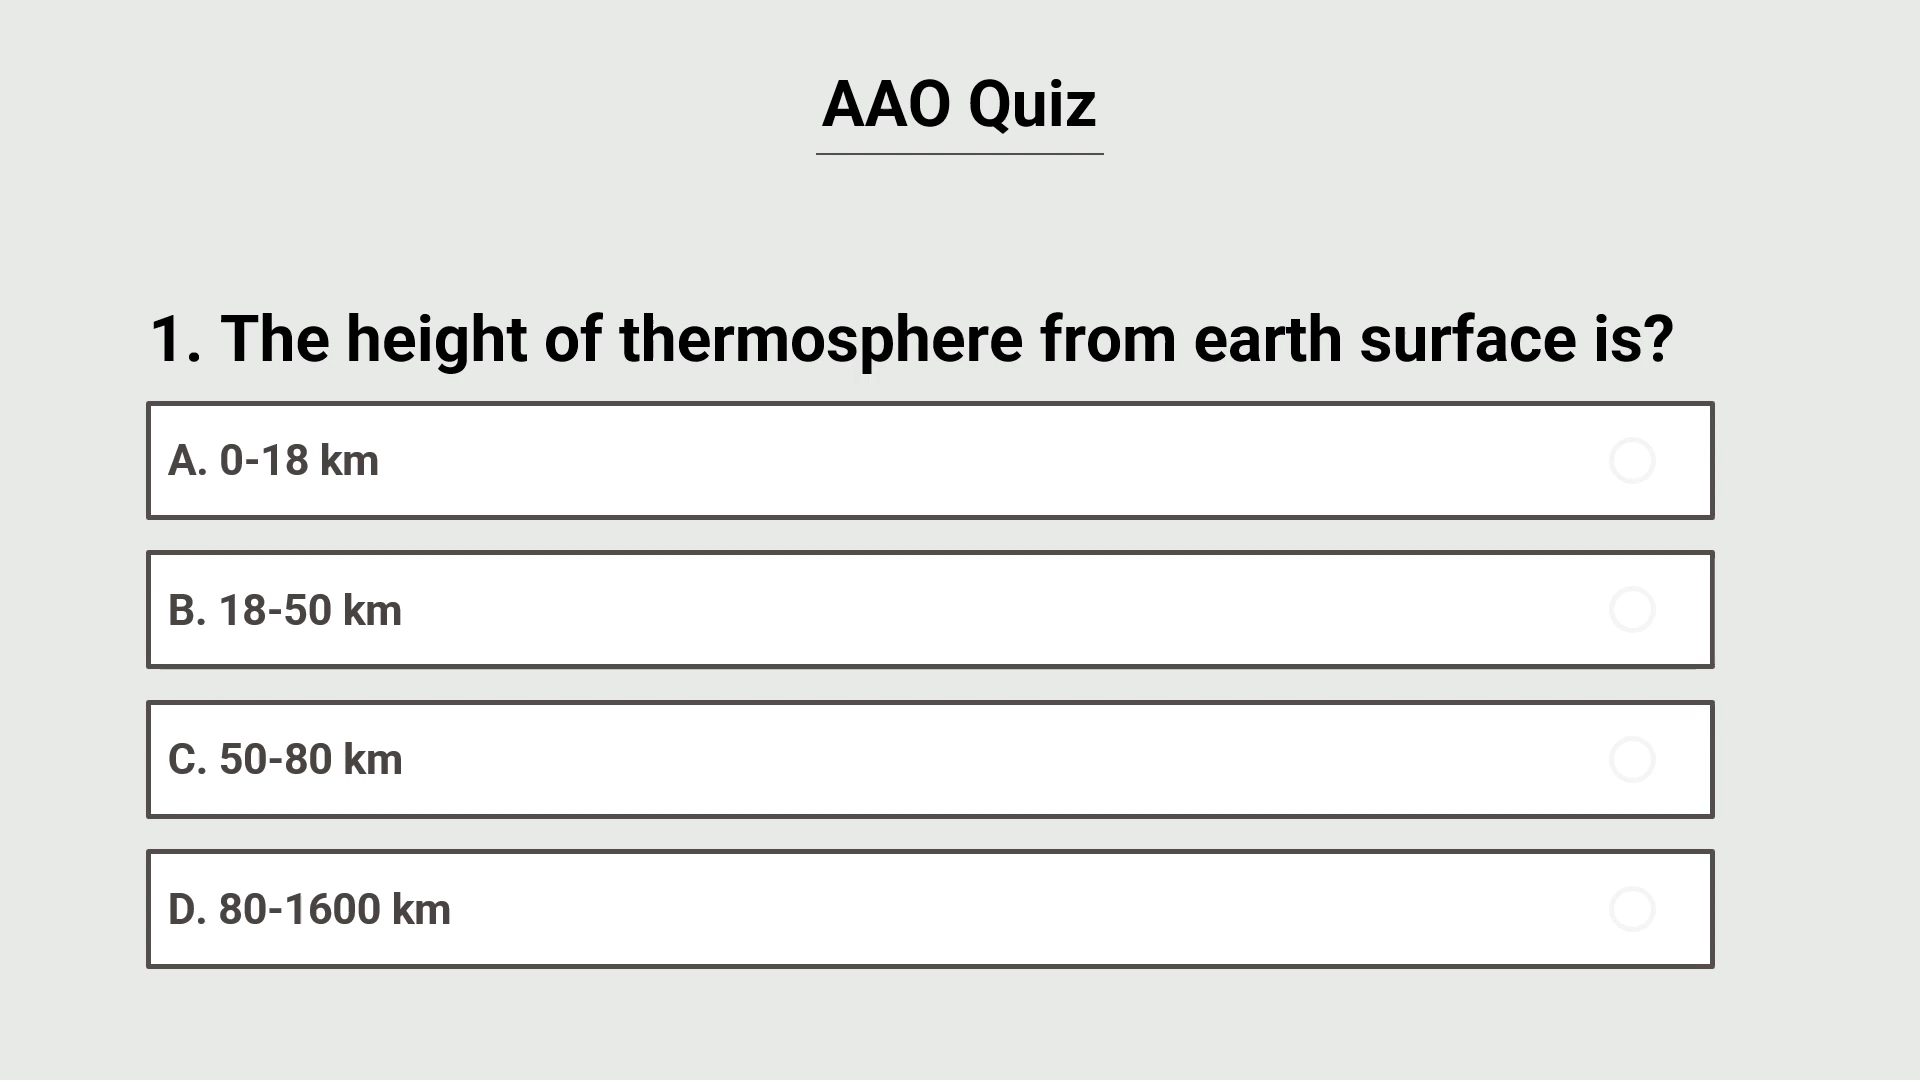 AAO Quiz
1. The height of thermosphere from earth surface is?
A. 0-18 km
B. 18-50 km
C. 50-80 km
D. 80-1600 km